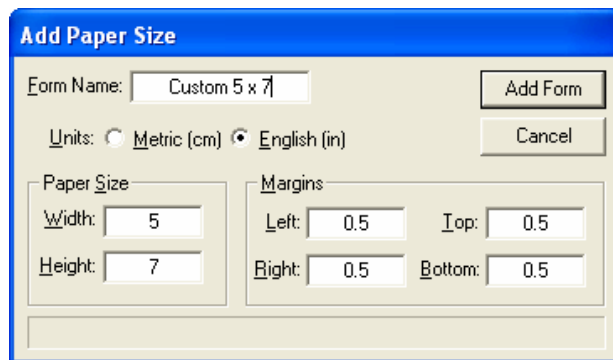 Add Paper Size
Form Name: Custom 5 x 7 Add Form
Units: Metric (cm) English (in) Cancel
Paper Size Margins
Width: 5 Left: 0.5 Top: 0.5
Height: 7 Right: 0.5 Bottom: 0.5